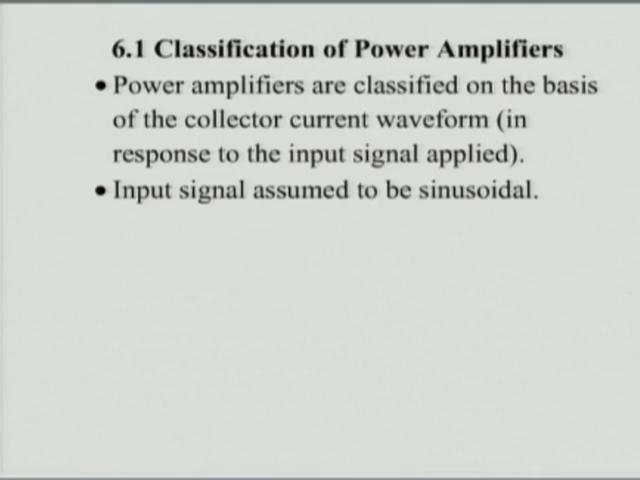 6.1 Classification of Power Amplifiers
• Power amplifiers are classified on the basis
of the collector current waveform (in
response to the input signal applied).
• Input signal assumed to be sinusoidal.